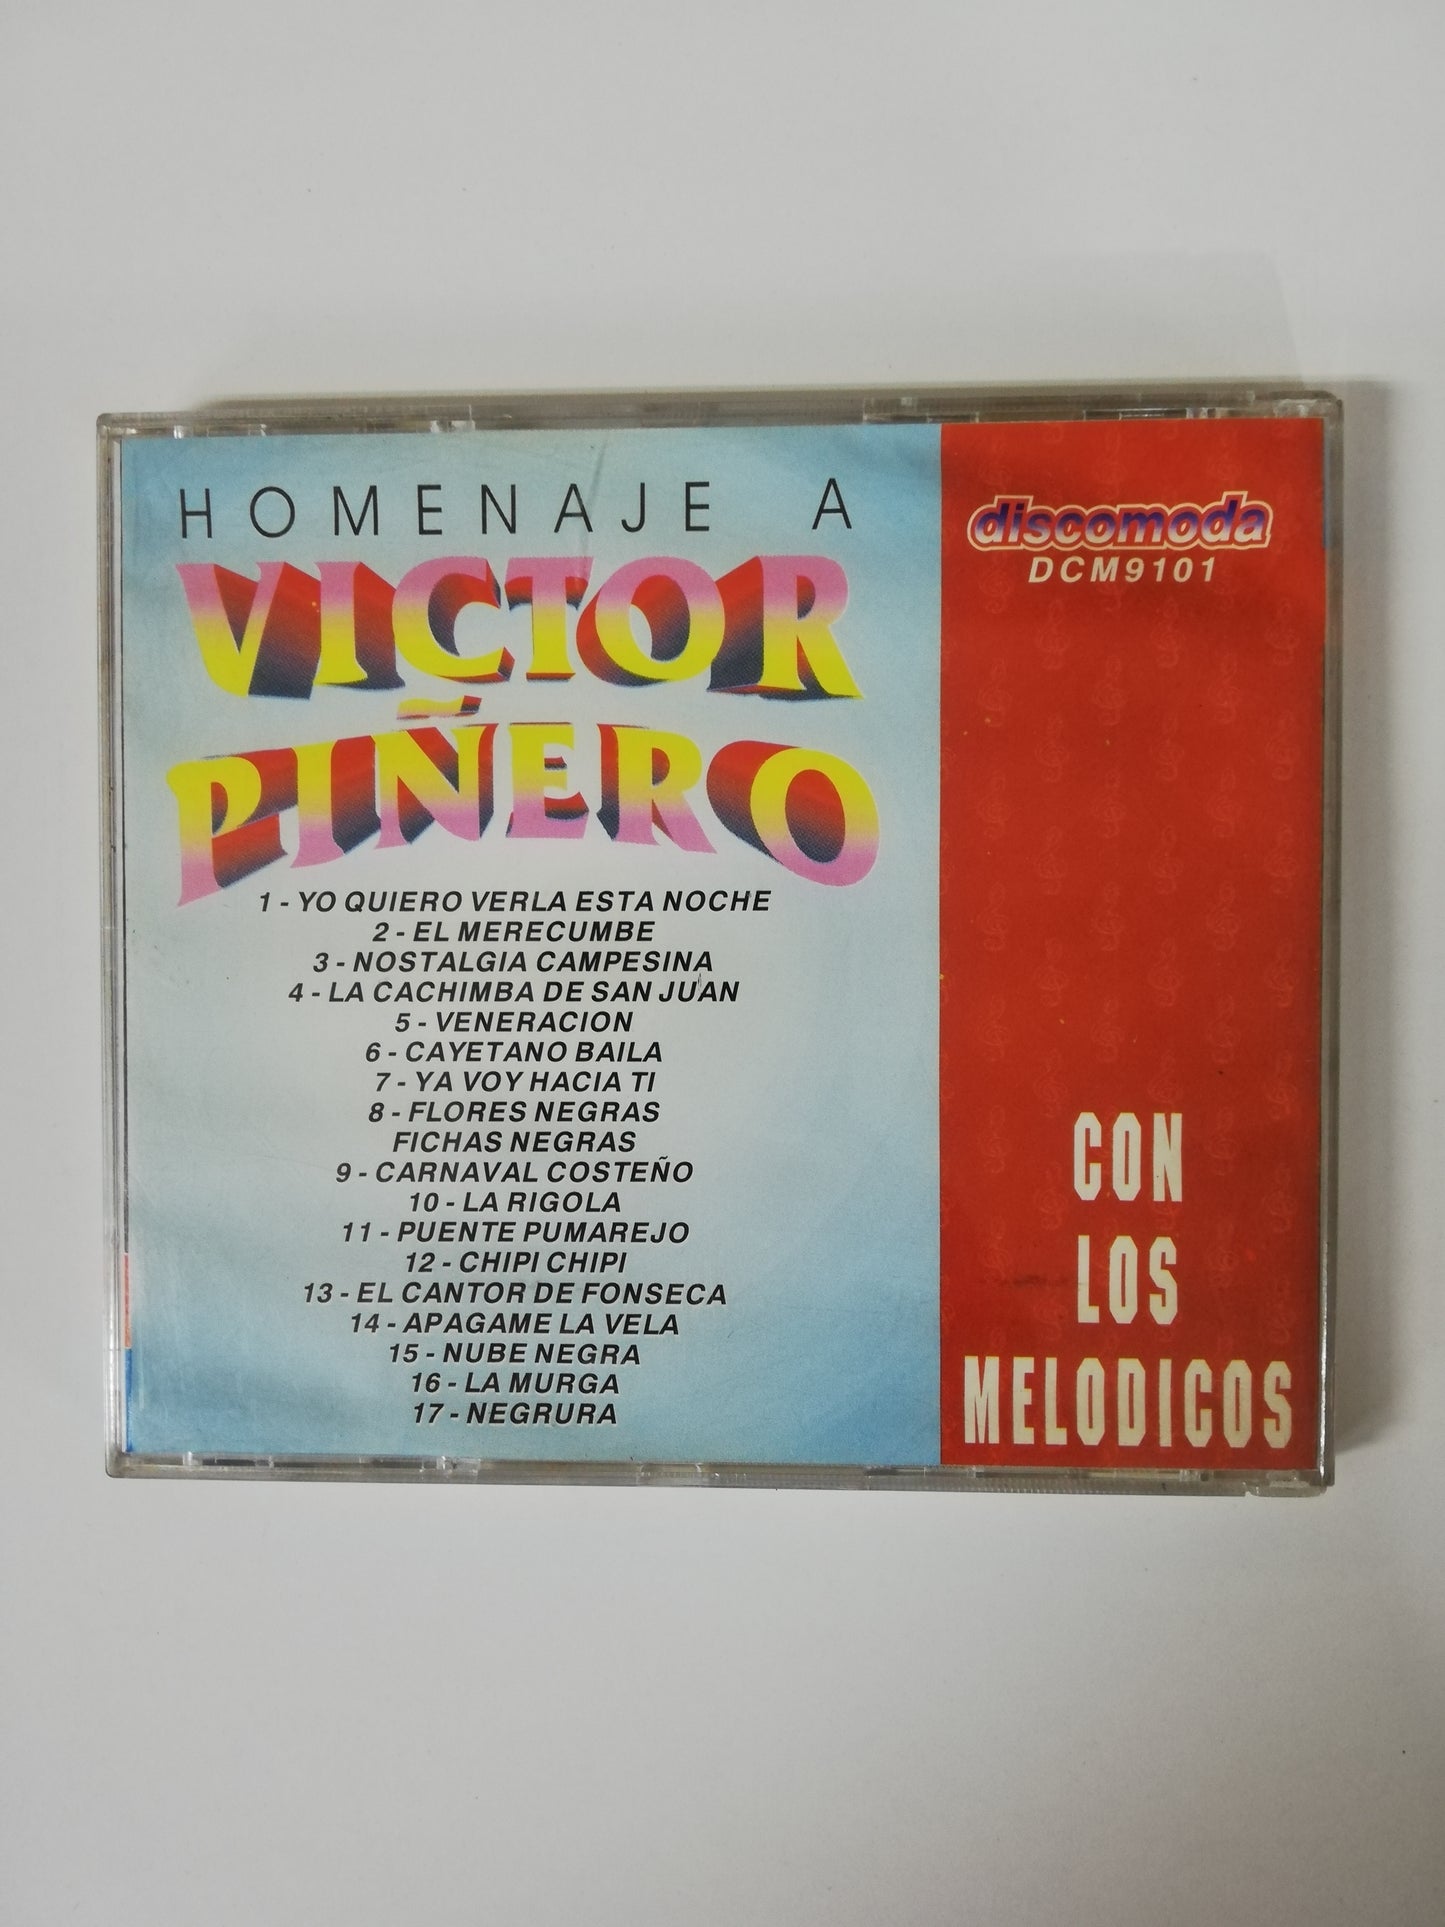 HOMENAJE A
VICTOR
PIÑERO
1 - YO QUIERO VERLA ESTA NOCHE
2 - EL MERECUMBE
3 - NOSTALGIA CAMPESINA
4 - LA CACHIMBA DE SAN JUAN
5 - VENERACION
6 - CAYETANO BAILA
7 - YA VOY HACIA TI
8 - FLORES NEGRAS
FICHAS NEGRAS
9 - CARNAVAL COSTEÑO
10 - LA RIGOLA
11 - PUENTE PUMAREJO
12 - CHIPI CHIPI
13 - EL CANTOR DE FONSECA
14 - APAGAME LA VELA
15 - NUBE NEGRA
16 - LA MURGA
17 - NEGRURA
discomoda
DCM9101
CON
LOS
MELODICOS